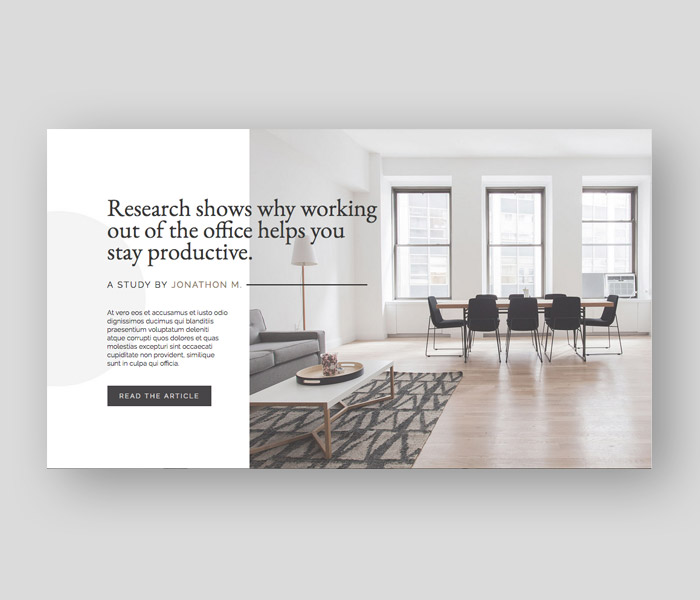 Research shows why working
out of the office helps you
stay productive.
A STUDY BY JONATHON M.
At vero eos et accusamus et iusto odio
dignissimos ducimus qui blanditiis
praesentium voluptatum deleniti
atque corrupti quos dolores et quas
molestias excepturi sint occaecati
cupiditate non provident, similique
sunt in culpa qui officia.
READ THE ARTICLE